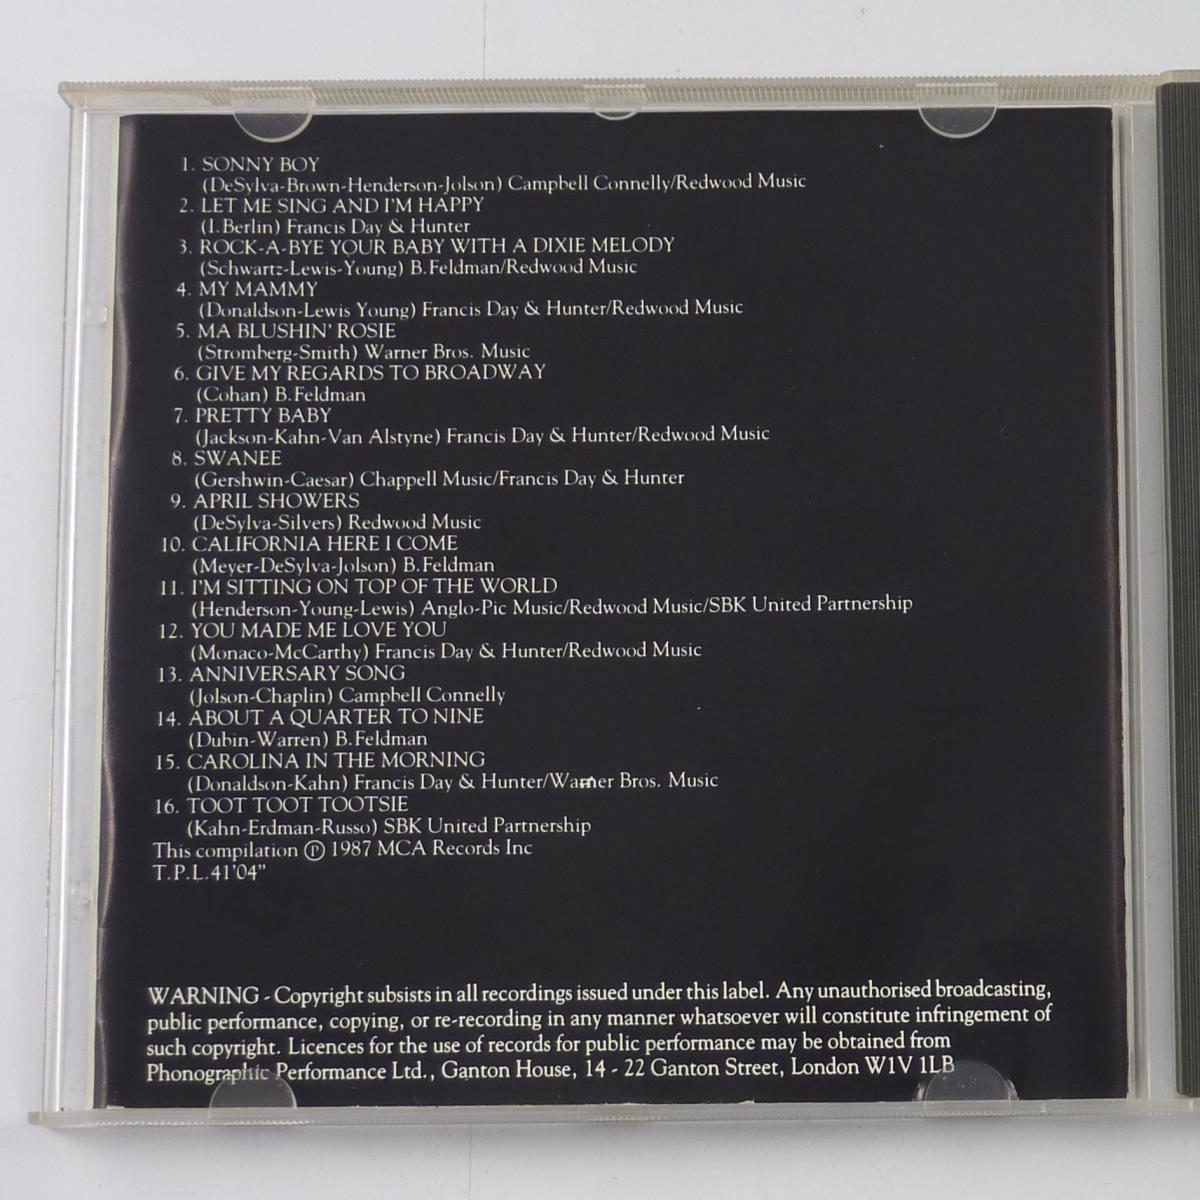 1. SONNY BOY
(DeSylva-Brown-Henderson-Jolson) Campbell Connelly/Redwood Music
2. LET ME SING AND I'M HAPPY
(I.Berlin) Francis Day & Hunter
3. ROCK-A-BYE YOUR BABY WITH A DIXIE MELODY
(Schwartz-Lewis-Young) B.Feldman/Redwood Music
4. MY MAMMY
(Donaldson-Lewis Young) Francis Day & Hunter/Redwood Music
5. MA BLUSHIN' ROSIE
(Stromberg-Smith) Warner Bros. Music
6. GIVE MY REGARDS TO BROADWAY
(Cohan) B.Feldman
7. PRETTY BABY
(Jackson-Kahn-Van Alstyne) Francis Day & Hunter/Redwood Music
8. SWANEE
(Gershwin-Caesar) Chappell Music/Francis Day & Hunter
9. APRIL SHOWERS
(DeSylva-Silvers) Redwood Music
10. CALIFORNIA HERE I COME
(Meyer-DeSylva-Jolson) B.Feldman
11. I'M SITTING ON TOP OF THE WORLD
(Henderson-Young-Lewis) Anglo-Pic Music/Redwood Music/SBK United Partnership
12. YOU MADE ME LOVE YOU
(Monaco-McCarthy) Francis Day & Hunter/Redwood Music
13. ANNIVERSARY SONG
(Jolson-Chaplin) Campbell Connelly
14. ABOUT A QUARTER TO NINE
(Dubin-Warren) B.Feldman
15. CAROLINA IN THE MORNING
(Donaldson-Kahn) Francis Day & Hunter/Warner Bros. Music
16. TOOT TOOT TOOTSIE
(Kahn-Erdman-Russo) SBK United Partnership
This compilation ℗ 1987 MCA Records Inc
T.P.L.41'04"
WARNING - Copyright subsists in all recordings issued under this label. Any unauthorised broadcasting,
public performance, copying, or re-recording in any manner whatsoever will constitute infringement of
such copyright. Licences for the use of records for public performance may be obtained from
Phonographic Performance Ltd., Ganton House, 14 - 22 Ganton Street, London W1V 1LB